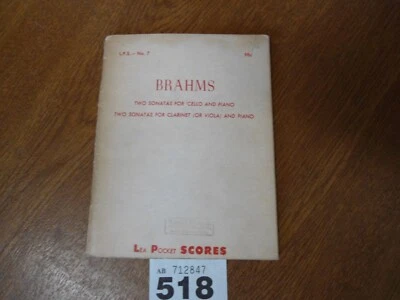 L.P.S. – No. 7
BRAHMS
TWO SONATAS FOR 'CELLO AND PIANO
TWO SONATAS FOR CLARINET (OR VIOLA) AND PIANO
LEA POCKET SCORES
AB 712847
518